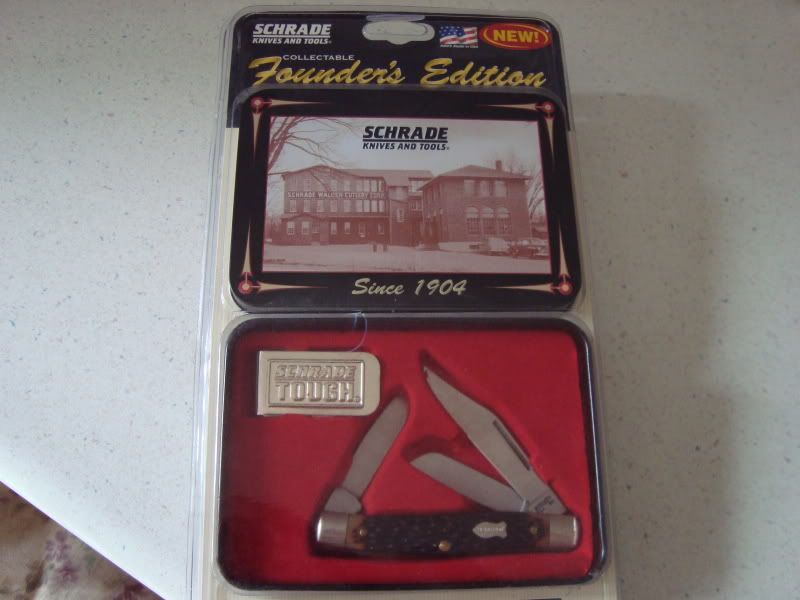 SCHRADE
KNIVES AND TOOLS®
NEW!
COLLECTABLE
Founder's Edition
SCHRADE
KNIVES AND TOOLS®
SCHRADE WALDEN CUTLERY CORP.
Since 1904
SCHRADE
TOUGH®